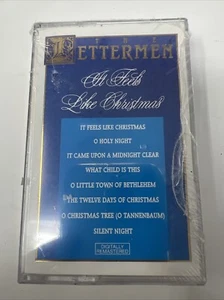 THE
LETTERMEN
It Feels
Like Christmas
IT FEELS LIKE CHRISTMAS
O HOLY NIGHT
IT CAME UPON A MIDNIGHT CLEAR
WHAT CHILD IS THIS
O LITTLE TOWN OF BETHLEHEM
THE TWELVE DAYS OF CHRISTMAS
O CHRISTMAS TREE (O TANNENBAUM)
SILENT NIGHT
DIGITALLY
REMASTERED